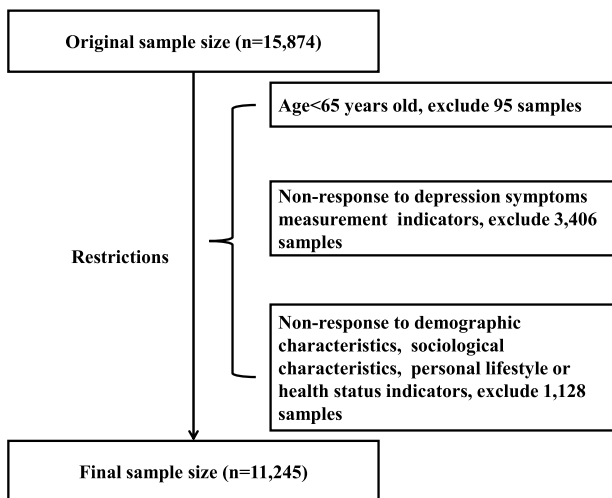 Original sample size (n=15,874)
Age<65 years old, exclude 95 samples
Non-response to depression symptoms
measurement indicators, exclude 3,406
samples
Restrictions
Non-response to demographic
characteristics, sociological
characteristics, personal lifestyle or
health status indicators, exclude 1,128
samples
Final sample size (n=11,245)